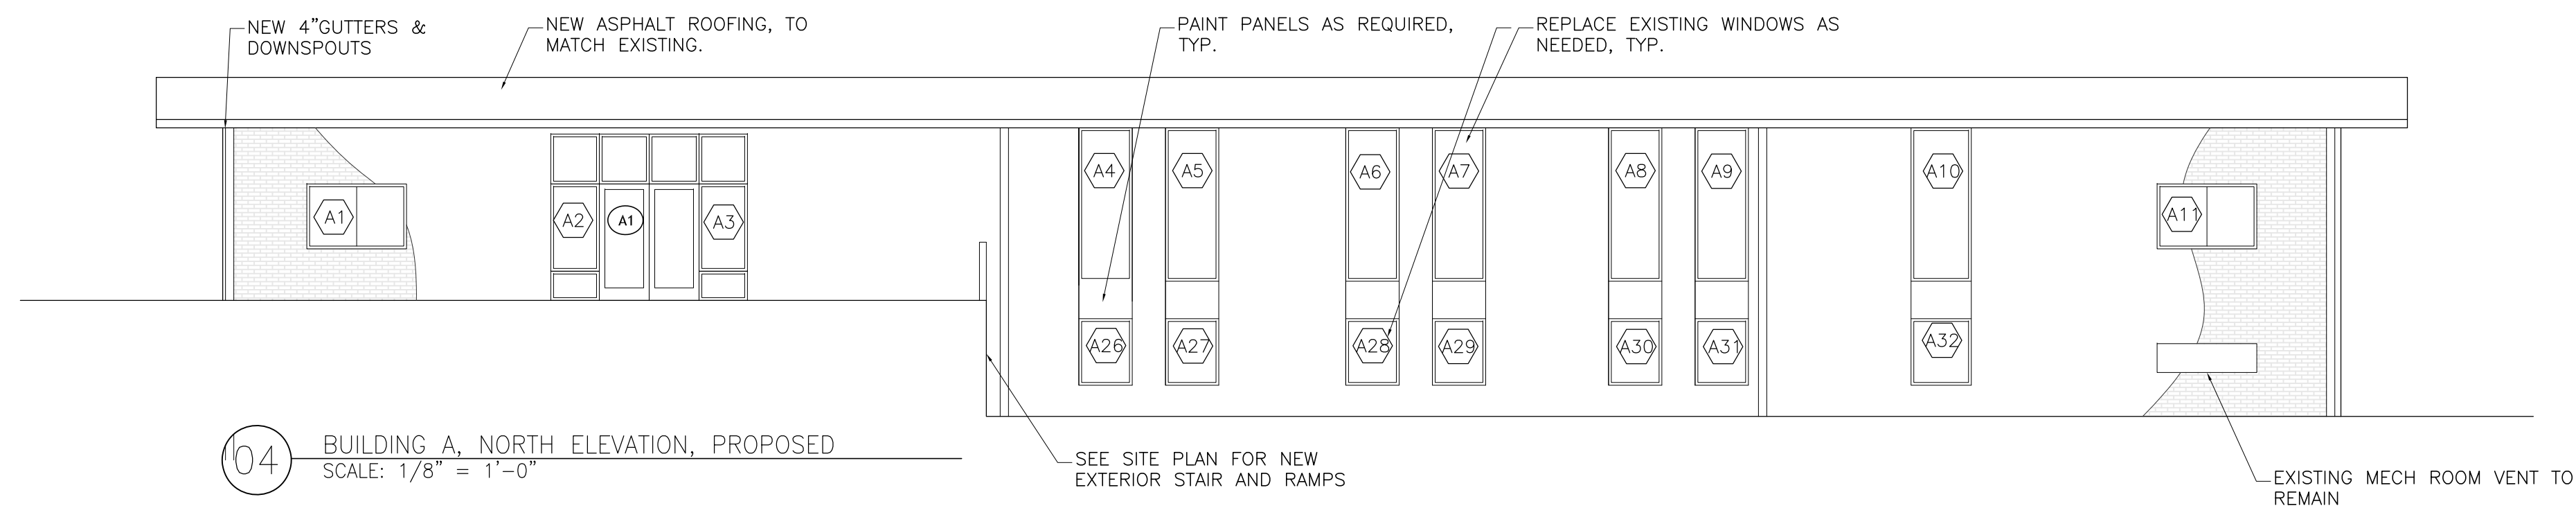 NEW 4"GUTTERS &
DOWNSPOUTS
NEW ASPHALT ROOFING, TO
MATCH EXISTING.
PAINT PANELS AS REQUIRED,
TYP.
REPLACE EXISTING WINDOWS AS
NEEDED, TYP.
A1
A2
A1
A3
A4
A5
A6
A7
A8
A9
A10
A11
A26
A27
A28
A29
A30
A31
A32
04
BUILDING A, NORTH ELEVATION, PROPOSED
SCALE: 1/8" = 1'-0"
SEE SITE PLAN FOR NEW
EXTERIOR STAIR AND RAMPS
EXISTING MECH ROOM VENT TO
REMAIN